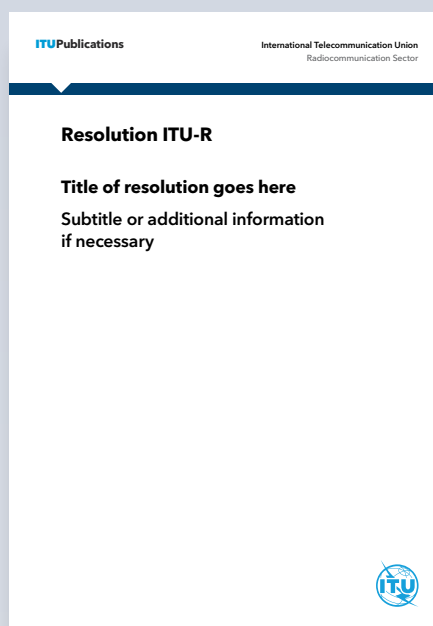 ITUPublications
International Telecommunication Union
Radiocommunication Sector
Resolution ITU-R
Title of resolution goes here
Subtitle or additional information
if necessary
ITU